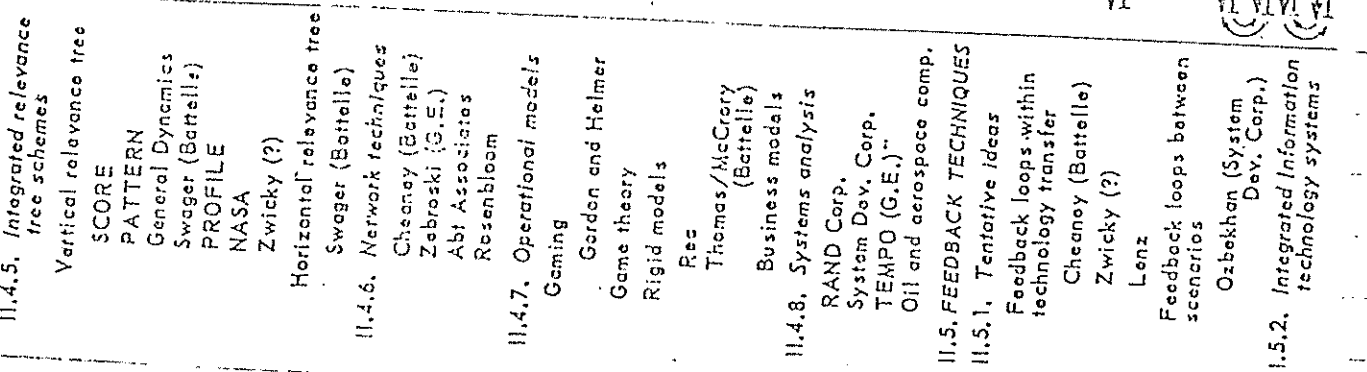 II.4.5. Integrated relevance
tree schemes
Vertical relevance tree
SCORE
PATTERN
General Dynamics
Swager (Battelle)
PROFILE
NASA
Zwicky (?)
Horizontal relevance tree
Swager (Battelle)
II.4.6. Network techniques
Cheaney (Battelle)
Zebroski (G.E.)
Abt Associates
Rosenbloom
II.4.7. Operational models
Gaming
Gordon and Helmer
Game theory
Rigid models
Rea
Thomas/McCrory
(Battelle)
Business models
II.4.8. Systems analysis
RAND Corp.
System Dev. Corp.
TEMPO (G.E.)
Oil and aerospace comp.
II.5. FEEDBACK TECHNIQUES
II.5.1. Tentative ideas
Feedback loops within
technology transfer
Cheaney (Battelle)
Zwicky (?)
Lenz
Feedback loops between
scenarios
Ozbekhan (System
Dev. Corp.)
I.5.2. Integrated Information
technology systems